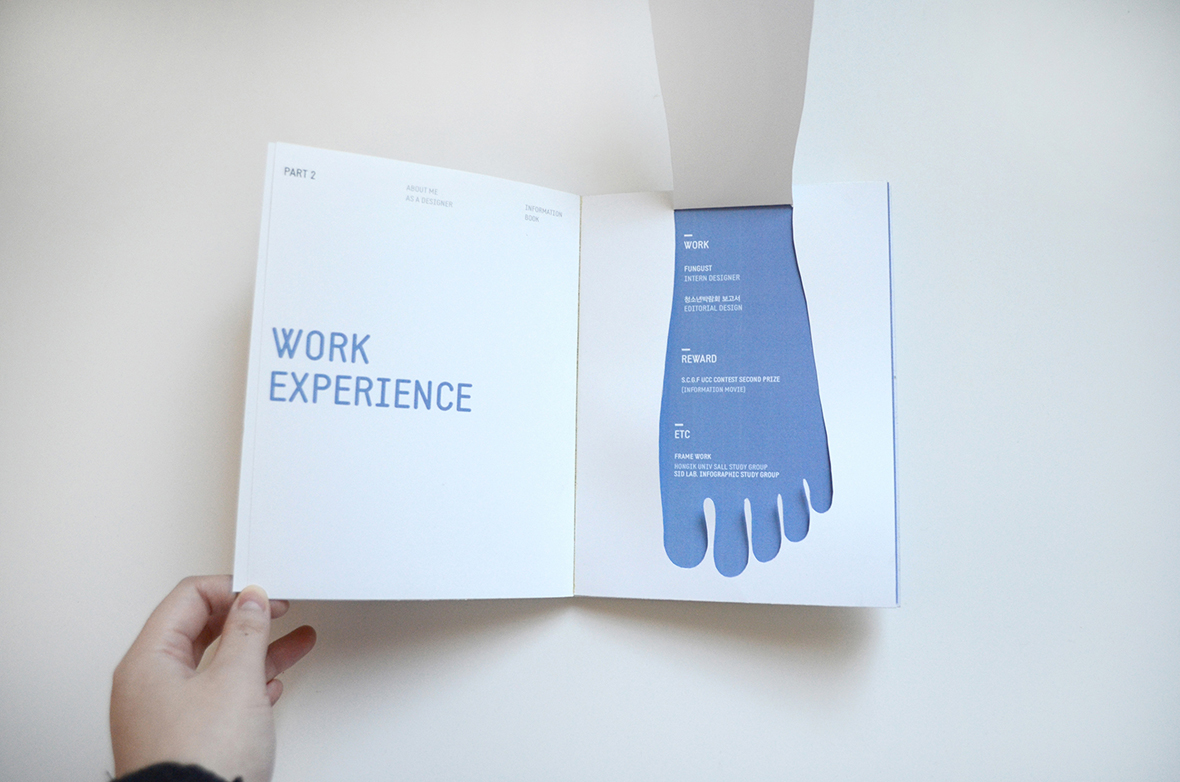 PART 2
ABOUT ME
AS A DESIGNER
INFORMATION
BOOK
WORK
EXPERIENCE
WORK
FUNGUST
INTERN DESIGNER
청소년박람회 보고서
EDITORIAL DESIGN
REWARD
S.C.G.F UCC CONTEST SECOND PRIZE
(INFORMATION MOVIE)
ETC
FRAME WORK
HONGIK UNIV SALL STUDY GROUP
SID LAB. INFOGRAPHIC STUDY GROUP